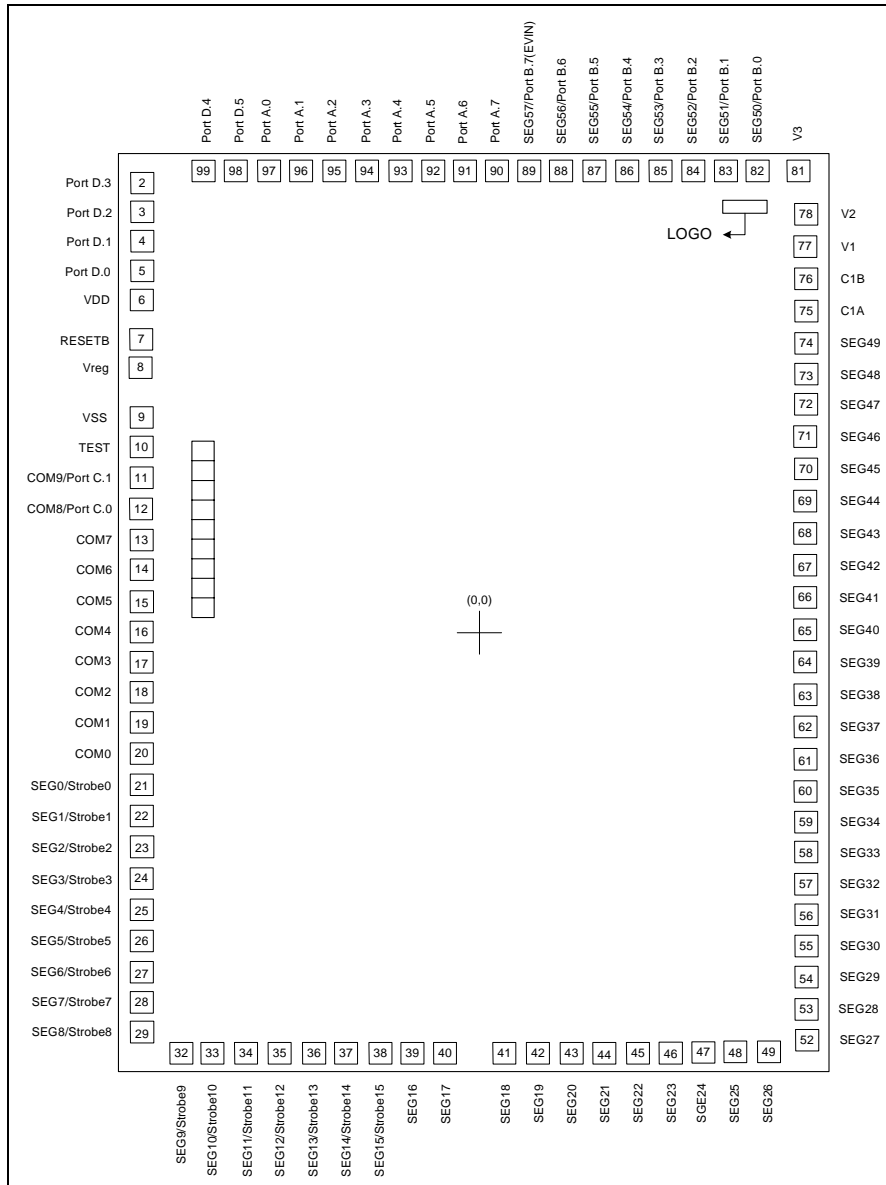 Port D.4
Port D.5
Port A.0
Port A.1
Port A.2
Port A.3
Port A.4
Port A.5
Port A.6
Port A.7
SEG57/Port B.7(EVIN)
SEG56/Port B.6
SEG55/Port B.5
SEG54/Port B.4
SEG53/Port B.3
SEG52/Port B.2
SEG51/Port B.1
SEG50/Port B.0
V3
99
98
97
96
95
94
93
92
91
90
89
88
87
86
85
84
83
82
81
Port D.3 2
Port D.2 3
Port D.1 4
Port D.0 5
VDD 6
RESETB 7
Vreg 8
VSS 9
TEST 10
COM9/Port C.1 11
COM8/Port C.0 12
COM7 13
COM6 14
COM5 15
COM4 16
COM3 17
COM2 18
COM1 19
COM0 20
SEG0/Strobe0 21
SEG1/Strobe1 22
SEG2/Strobe2 23
SEG3/Strobe3 24
SEG4/Strobe4 25
SEG5/Strobe5 26
SEG6/Strobe6 27
SEG7/Strobe7 28
SEG8/Strobe8 29
LOGO
(0,0)
78 V2
77 V1
76 C1B
75 C1A
74 SEG49
73 SEG48
72 SEG47
71 SEG46
70 SEG45
69 SEG44
68 SEG43
67 SEG42
66 SEG41
65 SEG40
64 SEG39
63 SEG38
62 SEG37
61 SEG36
60 SEG35
59 SEG34
58 SEG33
57 SEG32
56 SEG31
55 SEG30
54 SEG29
53 SEG28
52 SEG27
32
33
34
35
36
37
38
39
40
41
42
43
44
45
46
47
48
49
SEG9/Strobe9
SEG10/Strobe10
SEG11/Strobe11
SEG12/Strobe12
SEG13/Strobe13
SEG14/Strobe14
SEG15/Strobe15
SEG16
SEG17
SEG18
SEG19
SEG20
SEG21
SEG22
SEG23
SGE24
SEG25
SEG26